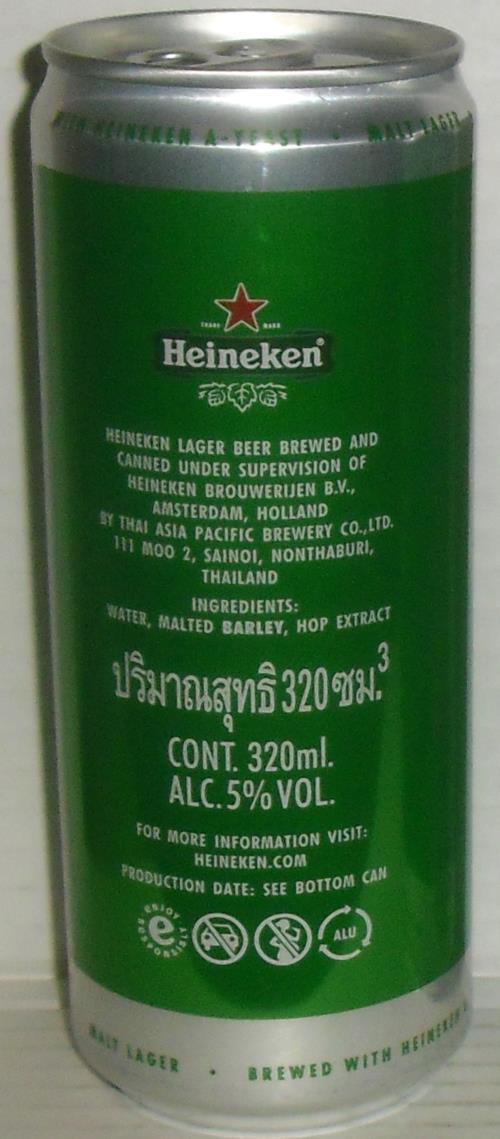 WITH HEINEKEN A-YEAST • MALT LAGER
TRADE MARK
Heineken®
HEINEKEN LAGER BEER BREWED AND
CANNED UNDER SUPERVISION OF
HEINEKEN BROUWERIJEN B.V.,
AMSTERDAM, HOLLAND
BY THAI ASIA PACIFIC BREWERY CO.,LTD.
111 MOO 2, SAINOI, NONTHABURI,
THAILAND
INGREDIENTS:
WATER, MALTED BARLEY, HOP EXTRACT
ปริมาณสุทธิ 320 ซม.³
CONT. 320ml.
ALC. 5% VOL.
FOR MORE INFORMATION VISIT:
HEINEKEN.COM
PRODUCTION DATE: SEE BOTTOM CAN
ENJOY
e
RESPONSIBLY
ALU
MALT LAGER • BREWED WITH HEINEKEN